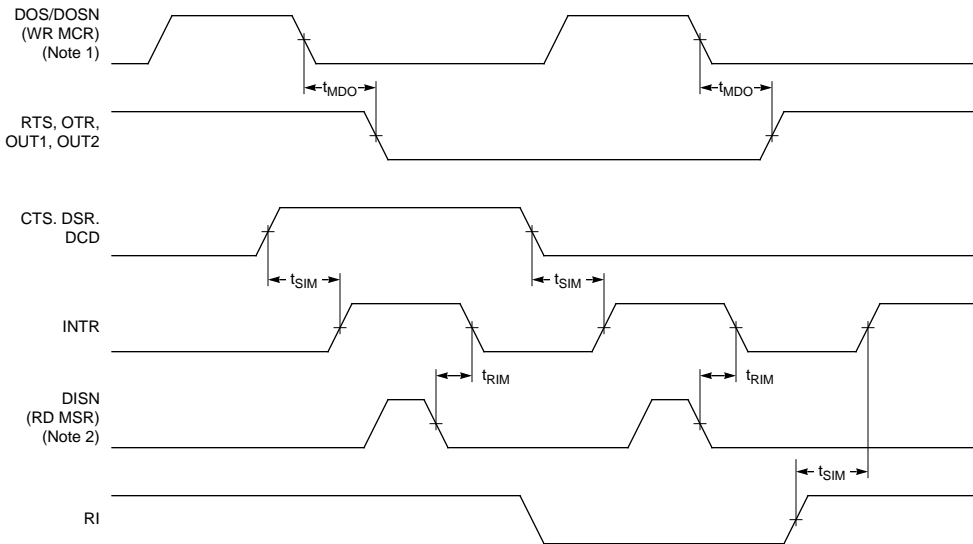 DOS/DOSN
(WR MCR)
(Note 1)
tMDO
tMDO
RTS, OTR,
OUT1, OUT2
CTS. DSR.
DCD
tSIM
tSIM
INTR
tRIM
tRIM
DISN
(RD MSR)
(Note 2)
tSIM
RI